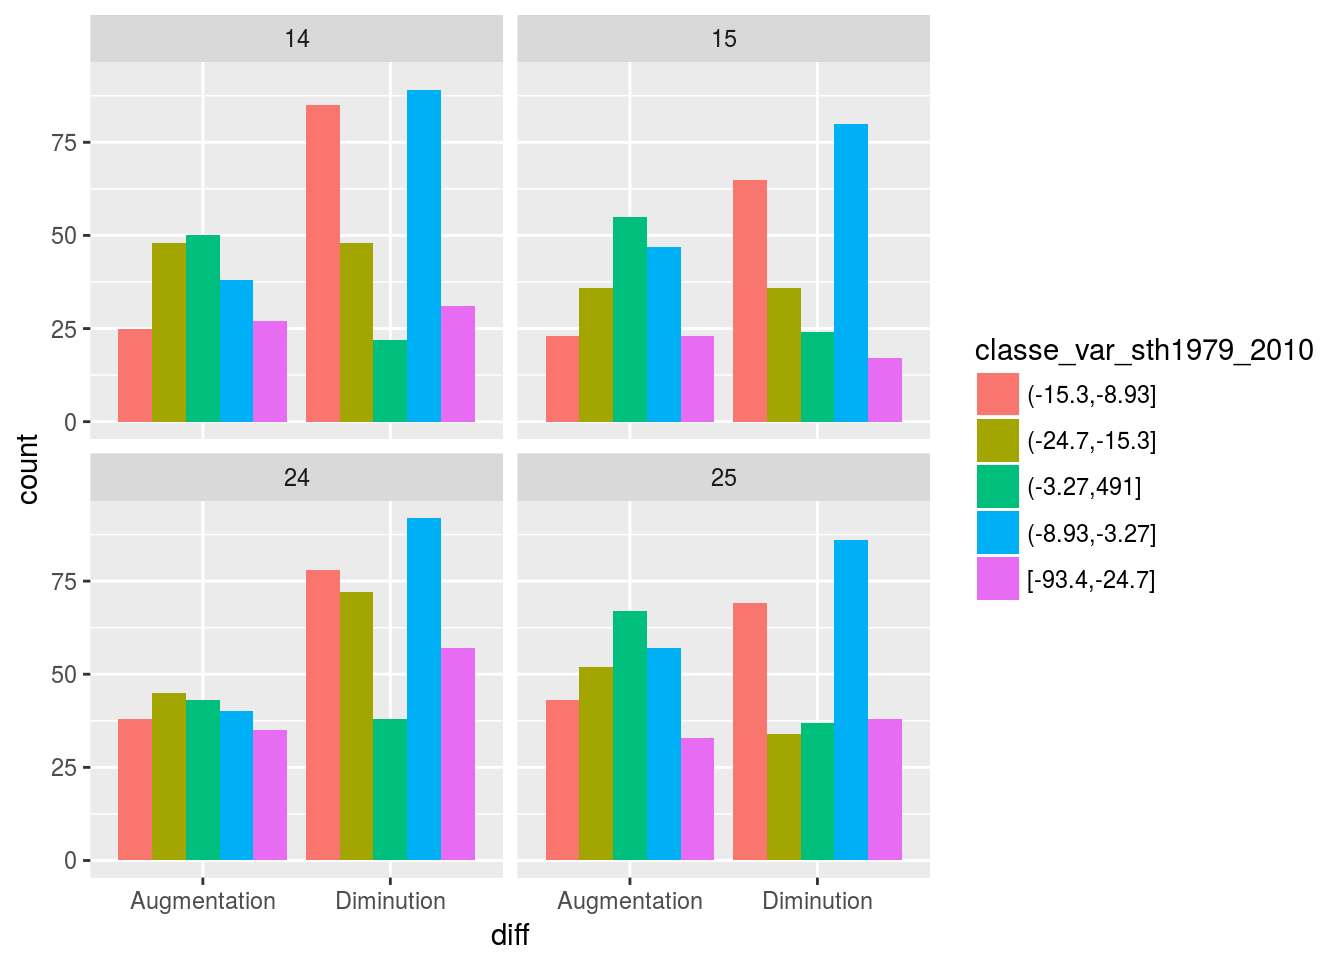 14
15
75
50
25
0
24
25
75
50
25
0
count
Augmentation
Diminution
Augmentation
Diminution
diff
classe_var_sth1979_2010
(-15.3,-8.93]
(-24.7,-15.3]
(-3.27,491]
(-8.93,-3.27]
[-93.4,-24.7]